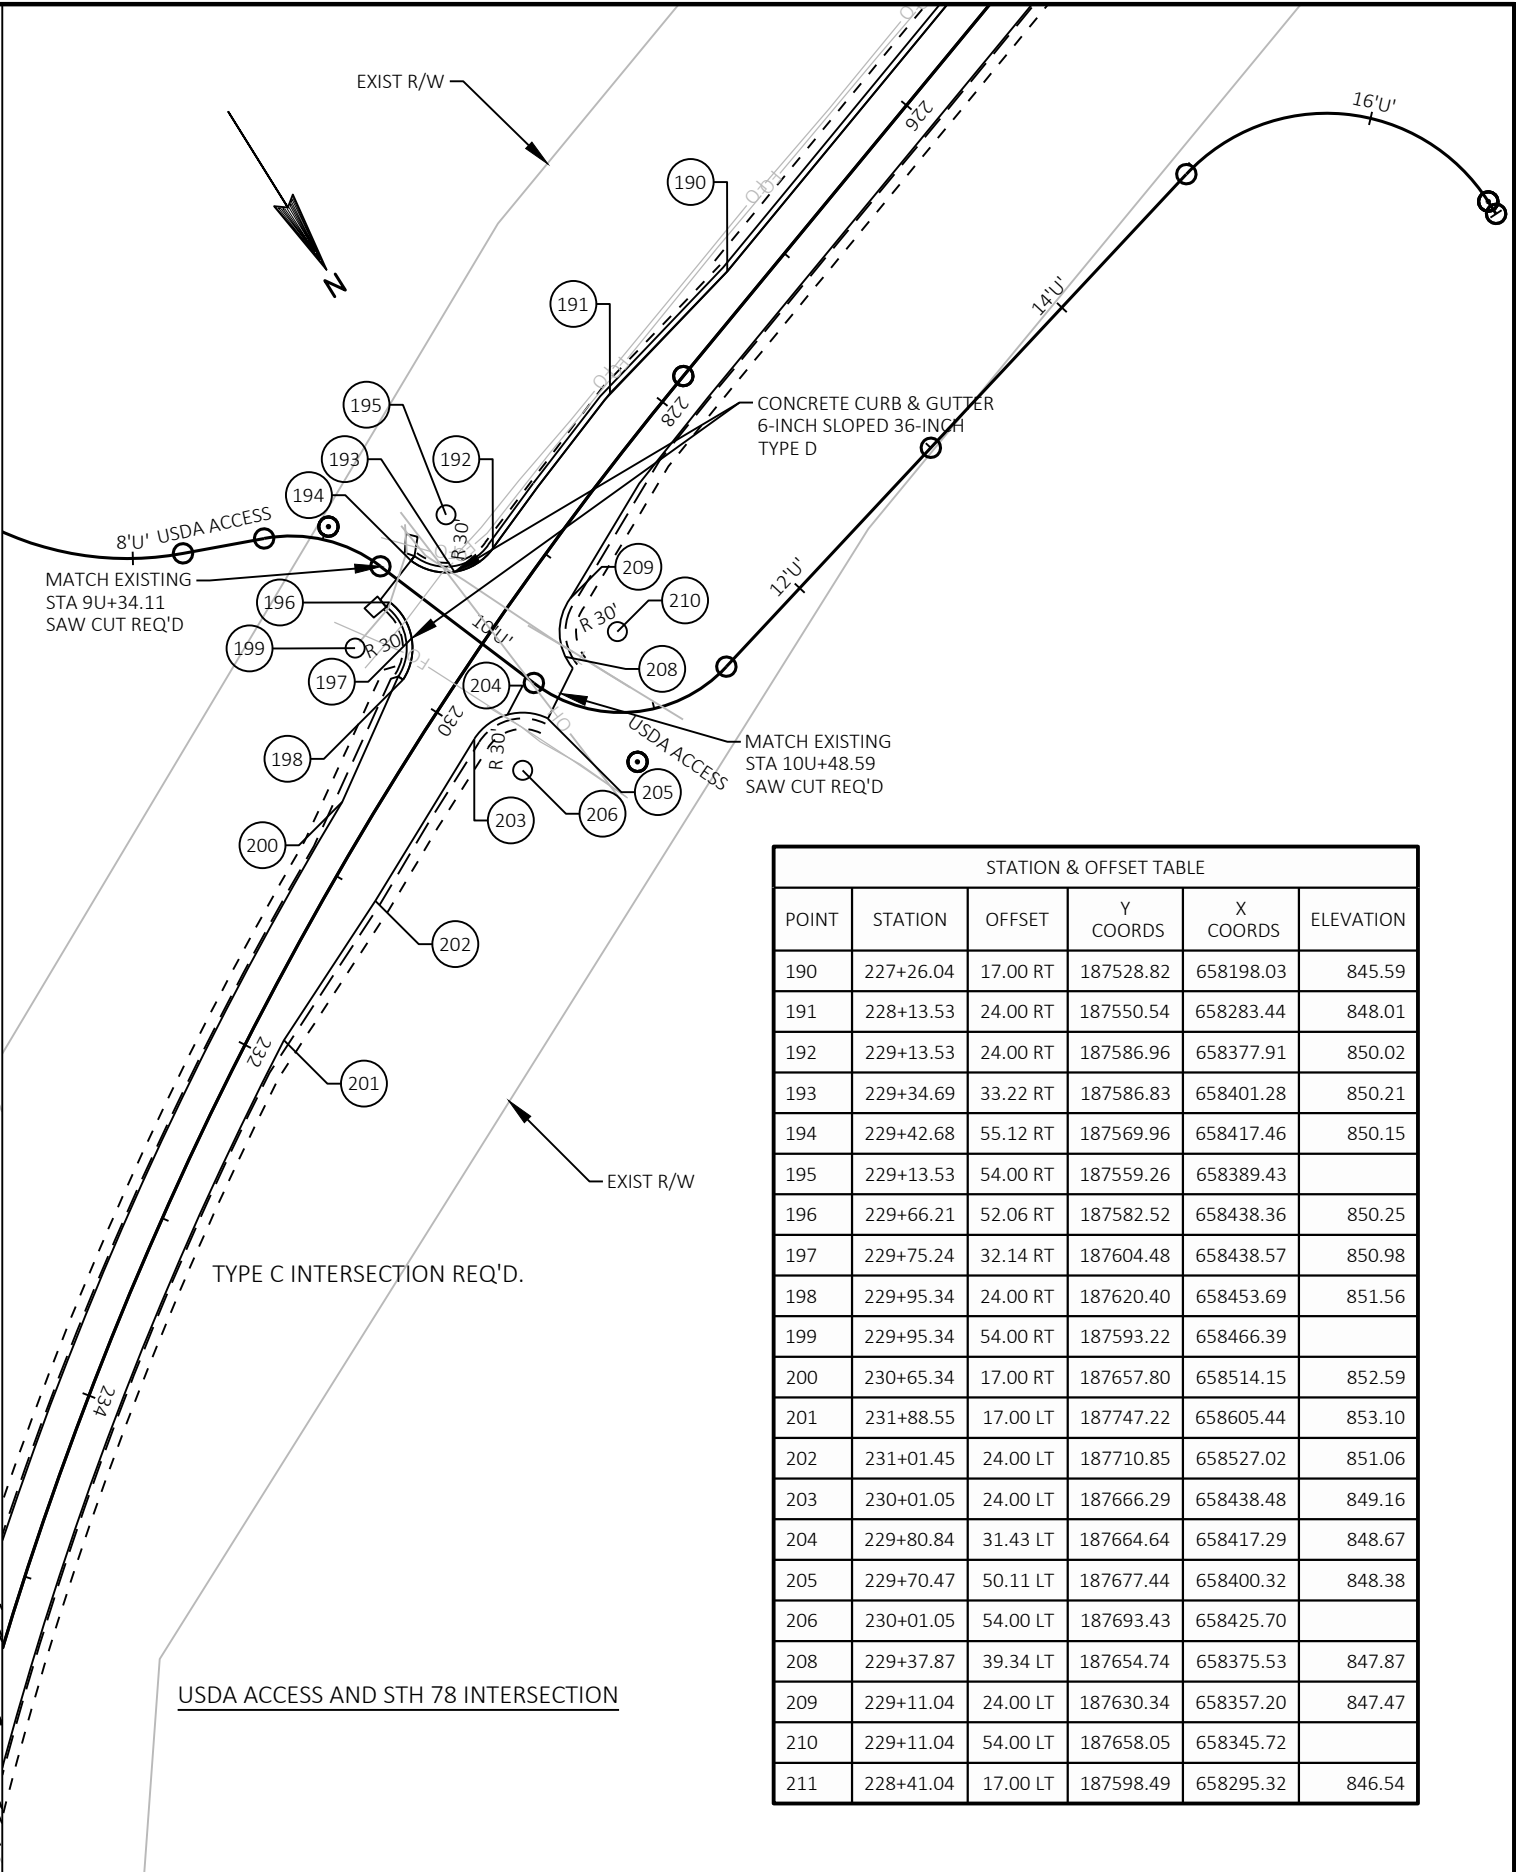 EXIST R/W
16'U'
226
190
N
14'U'
191
228
195
CONCRETE CURB & GUTTER
6-INCH SLOPED 36-INCH
TYPE D
193
192
194
8'U' USDA ACCESS
R 30'
MATCH EXISTING
STA 9U+34.11
SAW CUT REQ'D
209
12'U'
196
210
R 30'
10'U'
199
R 30'
208
197
204
230
USDA ACCESS
MATCH EXISTING
STA 10U+48.59
SAW CUT REQ'D
198
R 30'
205
203
206
200
202
232
201
EXIST R/W
TYPE C INTERSECTION REQ'D.
234
USDA ACCESS AND STH 78 INTERSECTION
STATION & OFFSET TABLE
POINT STATION OFFSET Y COORDS X COORDS ELEVATION
190 227+26.04 17.00 RT 187528.82 658198.03 845.59
191 228+13.53 24.00 RT 187550.54 658283.44 848.01
192 229+13.53 24.00 RT 187586.96 658377.91 850.02
193 229+34.69 33.22 RT 187586.83 658401.28 850.21
194 229+42.68 55.12 RT 187569.96 658417.46 850.15
195 229+13.53 54.00 RT 187559.26 658389.43
196 229+66.21 52.06 RT 187582.52 658438.36 850.25
197 229+75.24 32.14 RT 187604.48 658438.57 850.98
198 229+95.34 24.00 RT 187620.40 658453.69 851.56
199 229+95.34 54.00 RT 187593.22 658466.39
200 230+65.34 17.00 RT 187657.80 658514.15 852.59
201 231+88.55 17.00 LT 187747.22 658605.44 853.10
202 231+01.45 24.00 LT 187710.85 658527.02 851.06
203 230+01.05 24.00 LT 187666.29 658438.48 849.16
204 229+80.84 31.43 LT 187664.64 658417.29 848.67
205 229+70.47 50.11 LT 187677.44 658400.32 848.38
206 230+01.05 54.00 LT 187693.43 658425.70
208 229+37.87 39.34 LT 187654.74 658375.53 847.87
209 229+11.04 24.00 LT 187630.34 658357.20 847.47
210 229+11.04 54.00 LT 187658.05 658345.72
211 228+41.04 17.00 LT 187598.49 658295.32 846.54